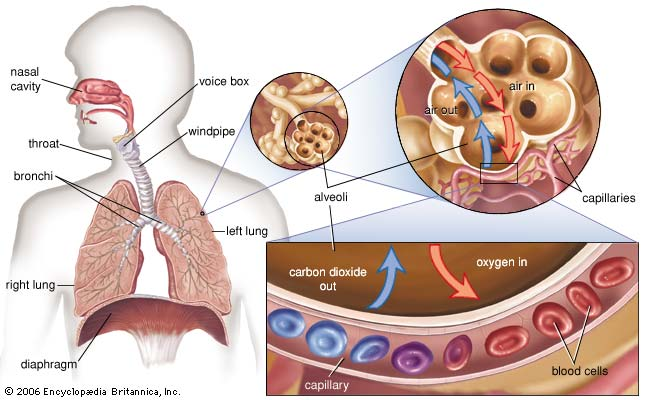 nasal
cavity
throat
bronchi
right lung
diaphragm
voice box
windpipe
left lung
alveoli
air in
air out
capillaries
carbon dioxide
out
oxygen in
capillary
blood cells
© 2006 Encyclopædia Britannica, Inc.